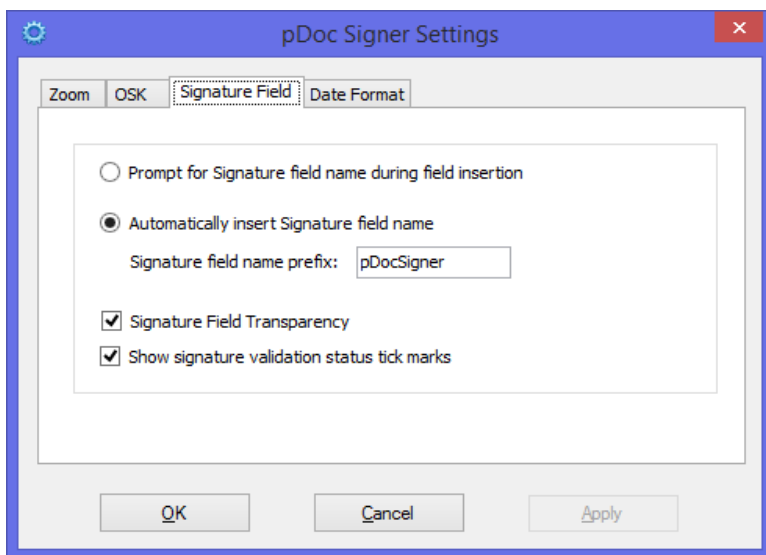 pDoc Signer Settings
Zoom OSK Signature Field Date Format
Prompt for Signature field name during field insertion
Automatically insert Signature field name
Signature field name prefix: pDocSigner
Signature Field Transparency
Show signature validation status tick marks
OK Cancel Apply